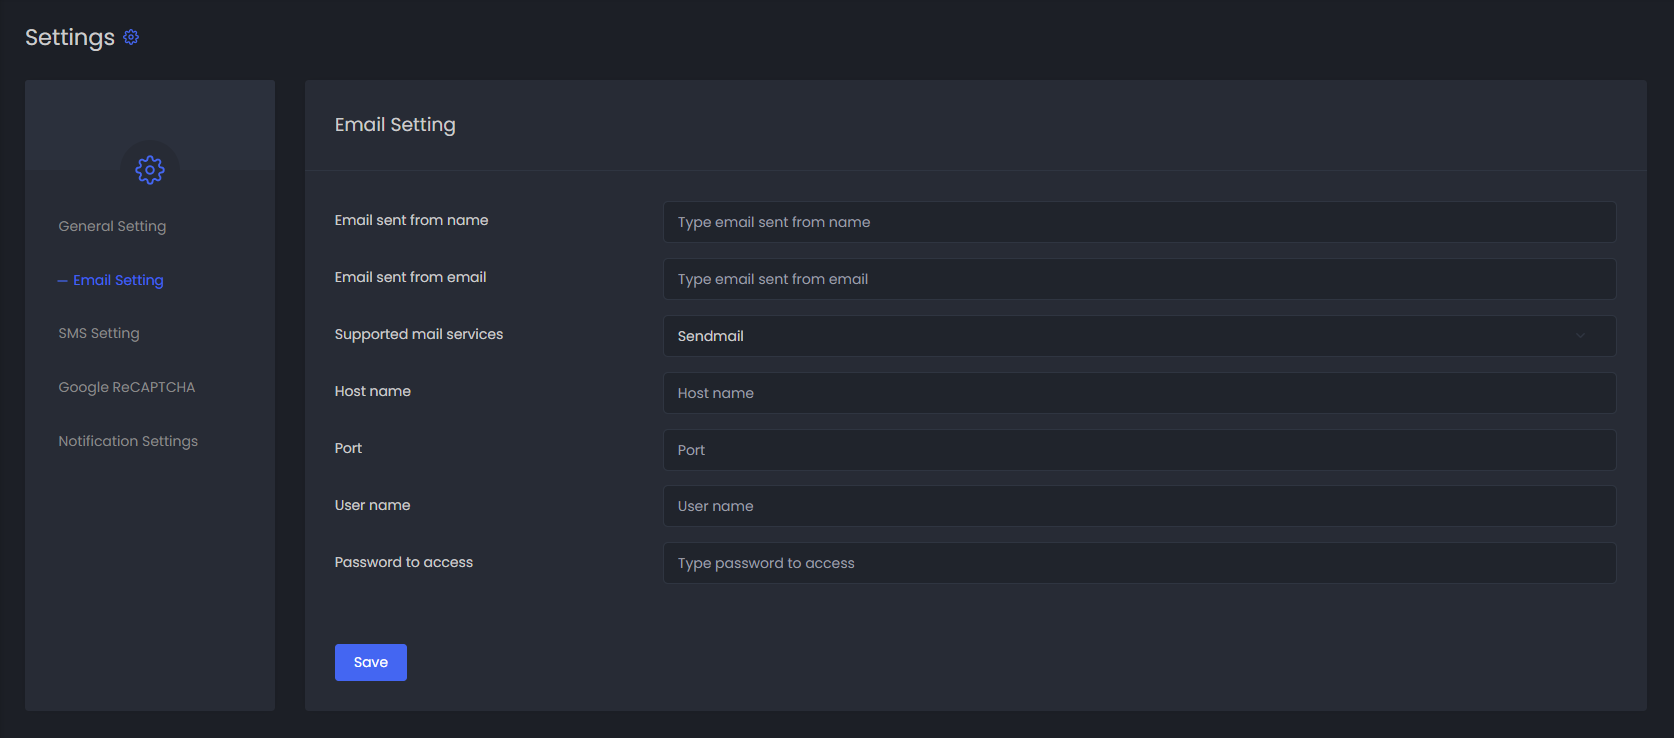 Settings
General Setting
Email Setting
SMS Setting
Google ReCAPTCHA
Notification Settings
Email Setting
Email sent from name
Type email sent from name
Email sent from email
Type email sent from email
Supported mail services
Sendmail
Host name
Host name
Port
Port
User name
User name
Password to access
Type password to access
Save